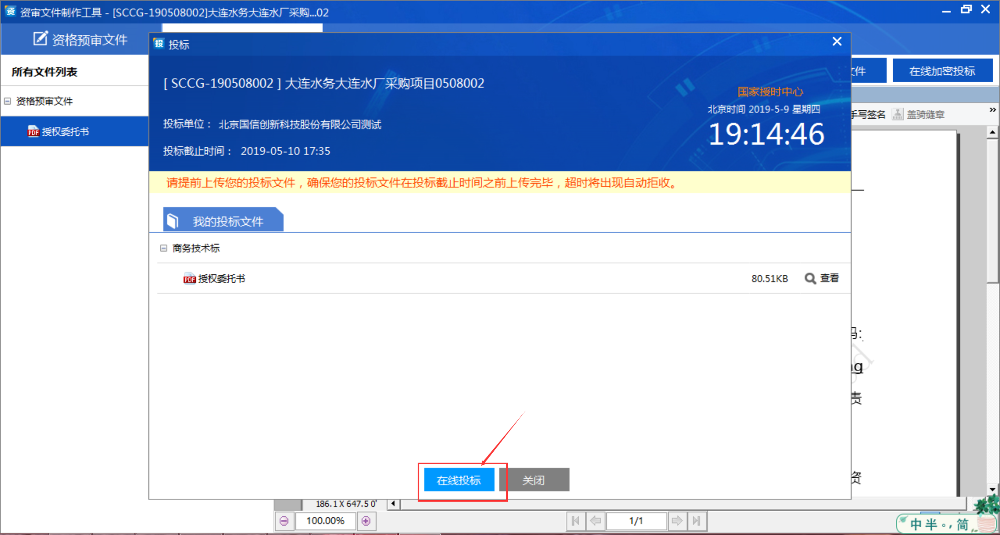 资审文件制作工具 - [SCCG-190508002]大连水务大连水厂采购...02
资格预审文件
所有文件列表
资格预审文件
授权委托书
投标
[ SCCG-190508002 ] 大连水务大连水厂采购项目0508002
投标单位： 北京国信创新科技股份有限公司测试
投标截止时间： 2019-05-10 17:35
国家授时中心
北京时间 2019-5-9 星期四
19:14:46
请提前上传您的投标文件，确保您的投标文件在投标截止时间之前上传完毕，超时将出现自动拒收。
我的投标文件
商务技术标
授权委托书 80.51KB 查看
在线投标 关闭
文件 在线加密投标
手写签名 盖骑缝章 »
码:
ng
责
资
186.1 X 647.5 0'
100.00% 1/1
中 半 。, 简